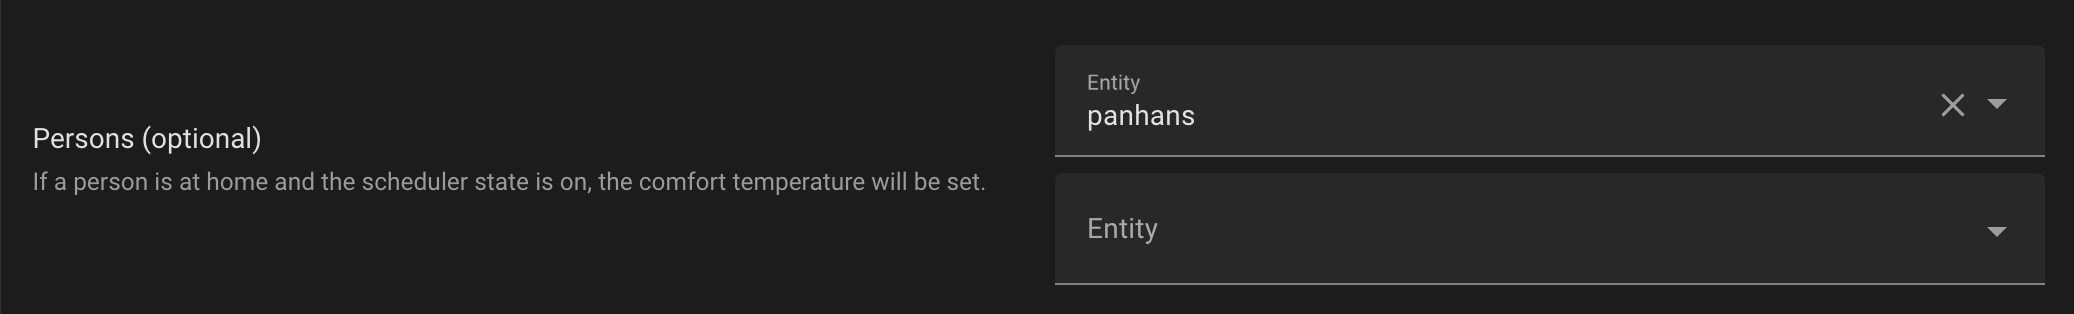 Persons (optional)
If a person is at home and the scheduler state is on, the comfort temperature will be set.
Entity
panhans
Entity